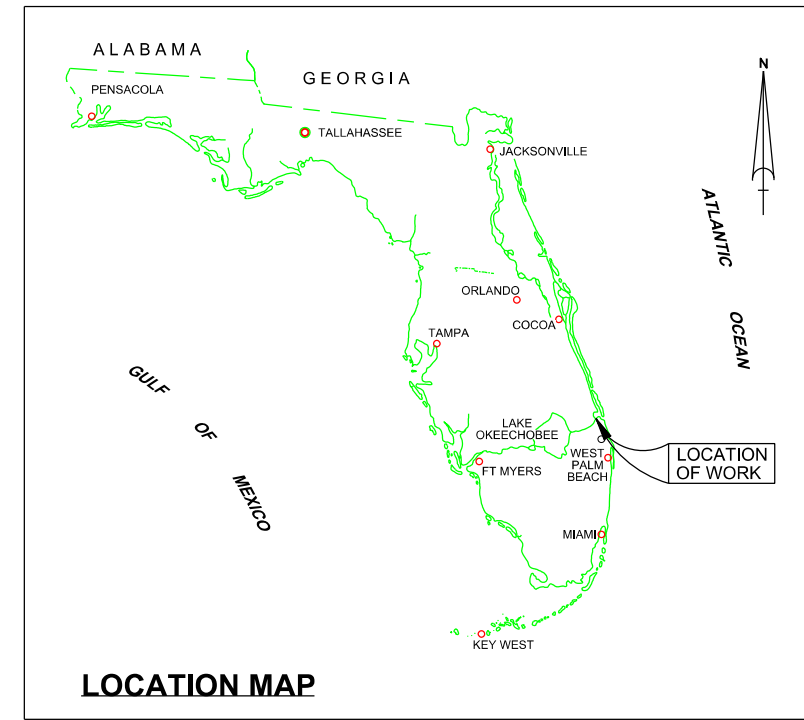 ALABAMA
GEORGIA
PENSACOLA
TALLAHASSEE
JACKSONVILLE
N
ATLANTIC
OCEAN
ORLANDO
COCOA
TAMPA
GULF
OF
MEXICO
LAKE
OKEECHOBEE
LOCATION
OF WORK
WEST
PALM
BEACH
FT MYERS
MIAMI
KEY WEST
LOCATION MAP